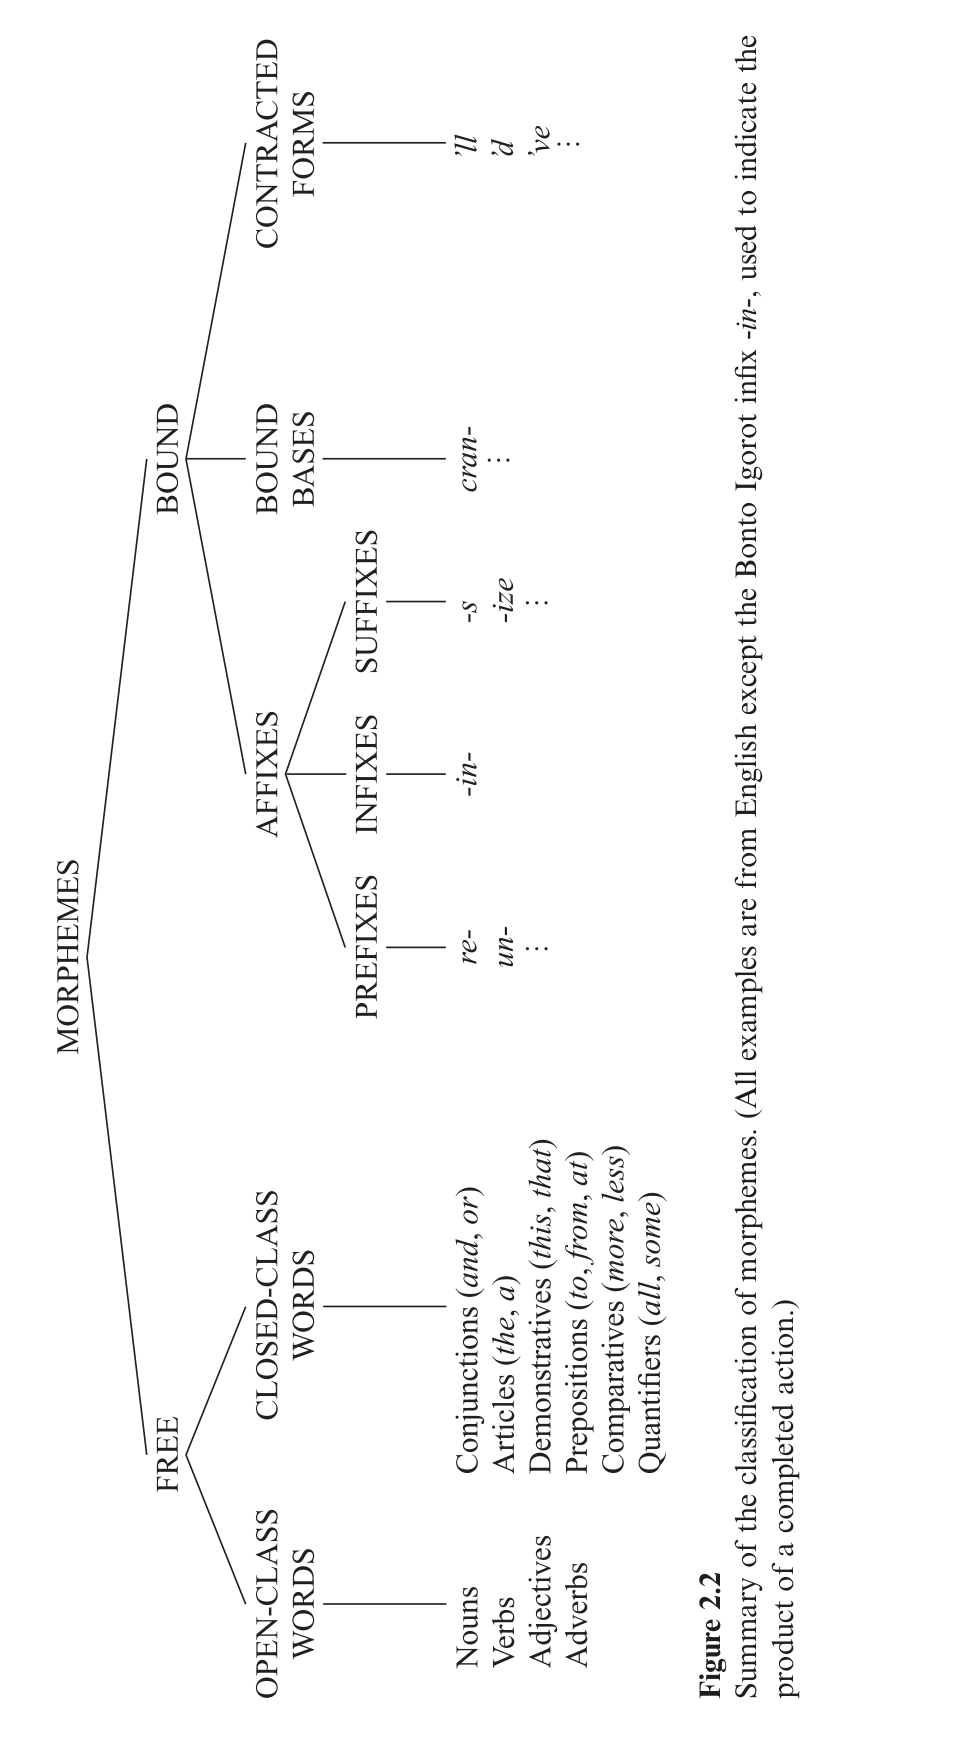 MORPHEMES
FREE
BOUND
OPEN-CLASS
WORDS
CLOSED-CLASS
WORDS
AFFIXES
BOUND
BASES
CONTRACTED
FORMS
PREFIXES
INFIXES
SUFFIXES
Nouns
Verbs
Adjectives
Adverbs
Conjunctions (and, or)
Articles (the, a)
Demonstratives (this, that)
Prepositions (to, from, at)
Comparatives (more, less)
Quantifiers (all, some)
re-
un-
...
-in-
-s
-ize
...
cran-
...
’ll
’d
’ve
...
Figure 2.2
Summary of the classification of morphemes. (All examples are from English except the Bonto Igorot infix -in-, used to indicate the
product of a completed action.)